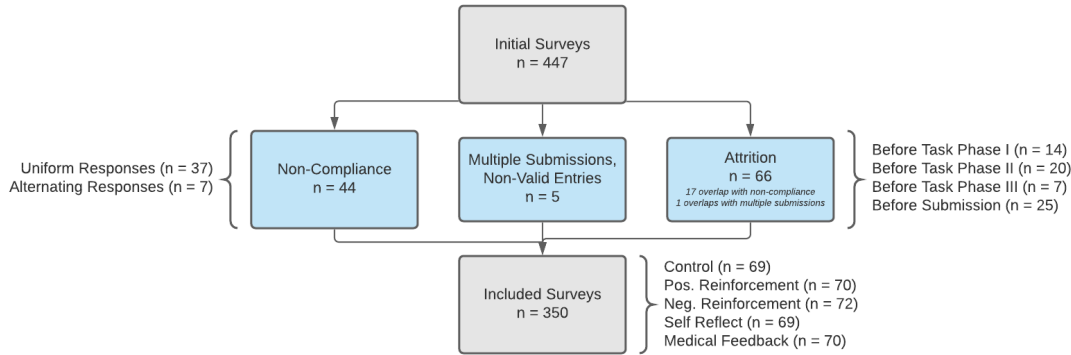 Initial Surveys
n = 447
Uniform Responses (n = 37)
Alternating Responses (n = 7)
Non-Compliance
n = 44
Multiple Submissions,
Non-Valid Entries
n = 5
Attrition
n = 66
17 overlap with non-compliance
1 overlaps with multiple submissions
Before Task Phase I (n = 14)
Before Task Phase II (n = 20)
Before Task Phase III (n = 7)
Before Submission (n = 25)
Included Surveys
n = 350
Control (n = 69)
Pos. Reinforcement (n = 70)
Neg. Reinforcement (n = 72)
Self Reflect (n = 69)
Medical Feedback (n = 70)